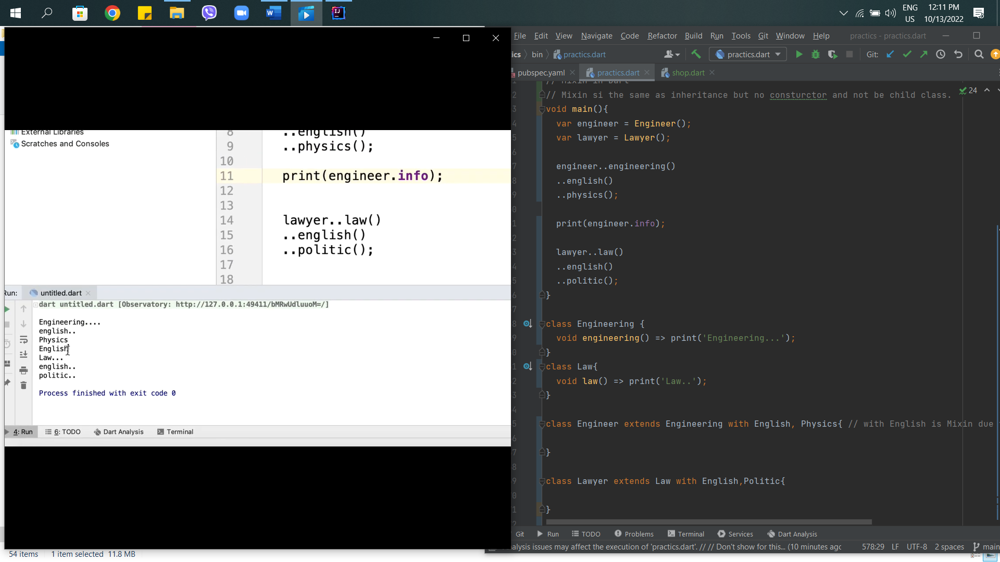 ENG
US
12:11 PM
10/13/2022
External Libraries
Scratches and Consoles
8 ..english()
9 ..physics();
10
11 print(engineer.info);
12
13
14 lawyer..law()
15 ..english()
16 ..politic();
17
18
Run: untitled.dart
dart untitled.dart [Observatory: http://127.0.0.1:49411/bMRwUdluuoM=/]
Engineering....
english..
Physics
English
Law...
english..
politic..
Process finished with exit code 0
4: Run 6: TODO Dart Analysis Terminal
54 items 1 item selected 11.8 MB
File Edit View Navigate Code Refactor Build Run Tools Git Window Help practics - practics.dart
bin practics.dart practics.dart Git:
pubspec.yaml practics.dart shop.dart
// Mixin in Dart
// Mixin si the same as inheritance but no consturctor and not be child class. 24
void main(){
var engineer = Engineer();
var lawyer = Lawyer();
engineer..engineering()
..english()
..physics();
print(engineer.info);
lawyer..law()
..english()
..politic();
}
class Engineering {
void engineering() => print('Engineering...');
}
class Law{
void law() => print('Law..');
}
class Engineer extends Engineering with English, Physics{ // with English is Mixin due
}
class Lawyer extends Law with English,Politic{
}
Git Run TODO Problems Terminal Services Dart Analysis
issues may affect the execution of 'practics.dart'. // // Don't show for this... (10 minutes ago 578:29 LF UTF-8 2 spaces main